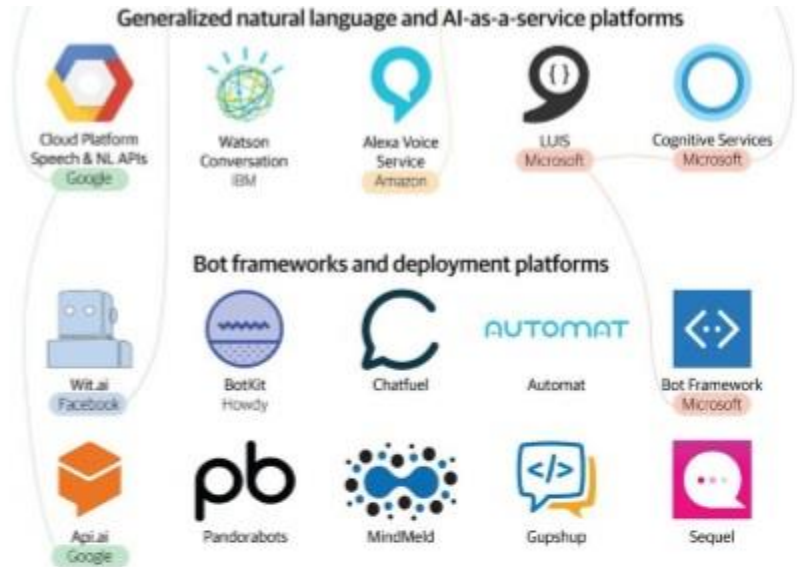 Generalized natural language and AI-as-a-service platforms
Cloud Platform
Speech & NL APIs
Google
Watson
Conversation
IBM
Alexa Voice
Service
Amazon
{}
LUIS
Microsoft
Cognitive Services
Microsoft
Bot frameworks and deployment platforms
Wit.ai
Facebook
BotKit
Howdy
Chatfuel
AUTOMAT
Automat
Bot Framework
Microsoft
Api.ai
Google
pb
Pandorabots
MindMeld
</>
Gupshup
Sequel